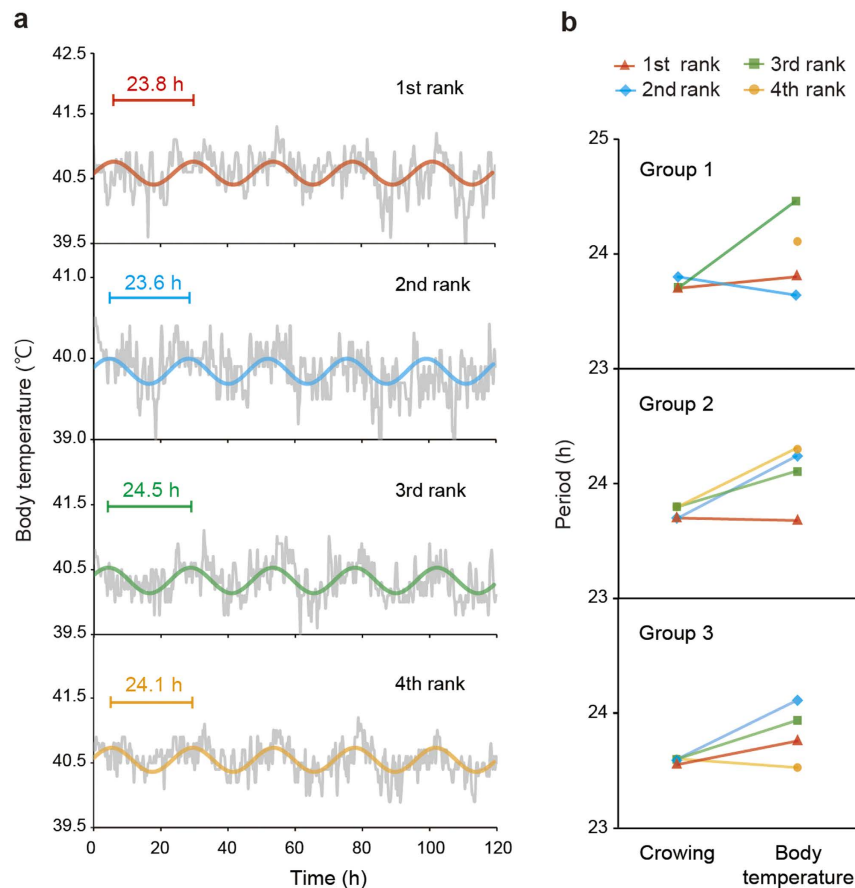 a
42.5
41.5
40.5
39.5
23.8 h
1st rank
41.0
40.0
39.0
23.6 h
2nd rank
41.5
40.5
39.5
24.5 h
3rd rank
41.5
40.5
39.5
24.1 h
4th rank
0 20 40 60 80 100 120
Time (h)
Body temperature (℃)
b
1st rank 3rd rank
2nd rank 4th rank
25
Group 1
24
23
Group 2
24
23
Group 3
24
23
Period (h)
Crowing Body
temperature